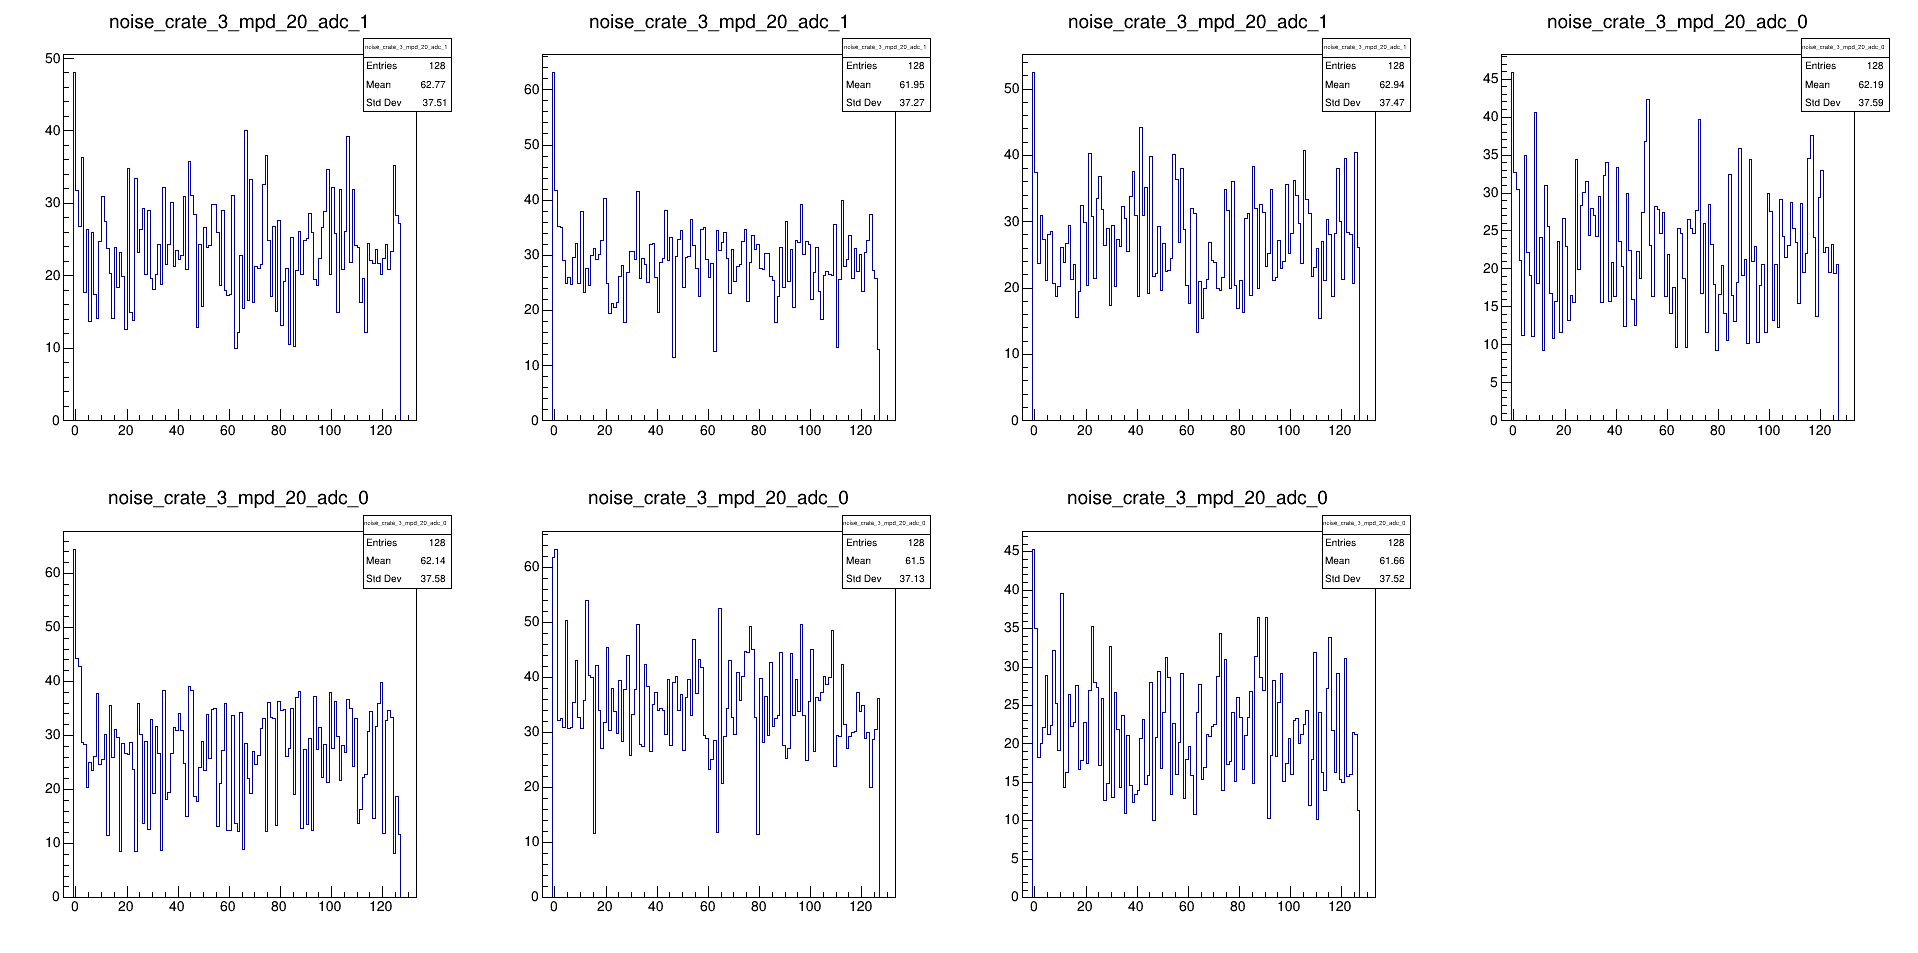 noise_crate_3_mpd_20_adc_1
noise_crate_3_mpd_20_adc_1
Entries 128
Mean 62.77
Std Dev 37.51
50
40
30
20
10
0
0 20 40 60 80 100 120
noise_crate_3_mpd_20_adc_1
noise_crate_3_mpd_20_adc_1
Entries 128
Mean 61.95
Std Dev 37.27
60
50
40
30
20
10
0
0 20 40 60 80 100 120
noise_crate_3_mpd_20_adc_1
noise_crate_3_mpd_20_adc_1
Entries 128
Mean 62.94
Std Dev 37.47
50
40
30
20
10
0
0 20 40 60 80 100 120
noise_crate_3_mpd_20_adc_0
noise_crate_3_mpd_20_adc_0
Entries 128
Mean 62.19
Std Dev 37.59
45
40
35
30
25
20
15
10
5
0
0 20 40 60 80 100 120
noise_crate_3_mpd_20_adc_0
noise_crate_3_mpd_20_adc_0
Entries 128
Mean 62.14
Std Dev 37.58
60
50
40
30
20
10
0
0 20 40 60 80 100 120
noise_crate_3_mpd_20_adc_0
noise_crate_3_mpd_20_adc_0
Entries 128
Mean 61.5
Std Dev 37.13
60
50
40
30
20
10
0
0 20 40 60 80 100 120
noise_crate_3_mpd_20_adc_0
noise_crate_3_mpd_20_adc_0
Entries 128
Mean 61.66
Std Dev 37.52
45
40
35
30
25
20
15
10
5
0
0 20 40 60 80 100 120